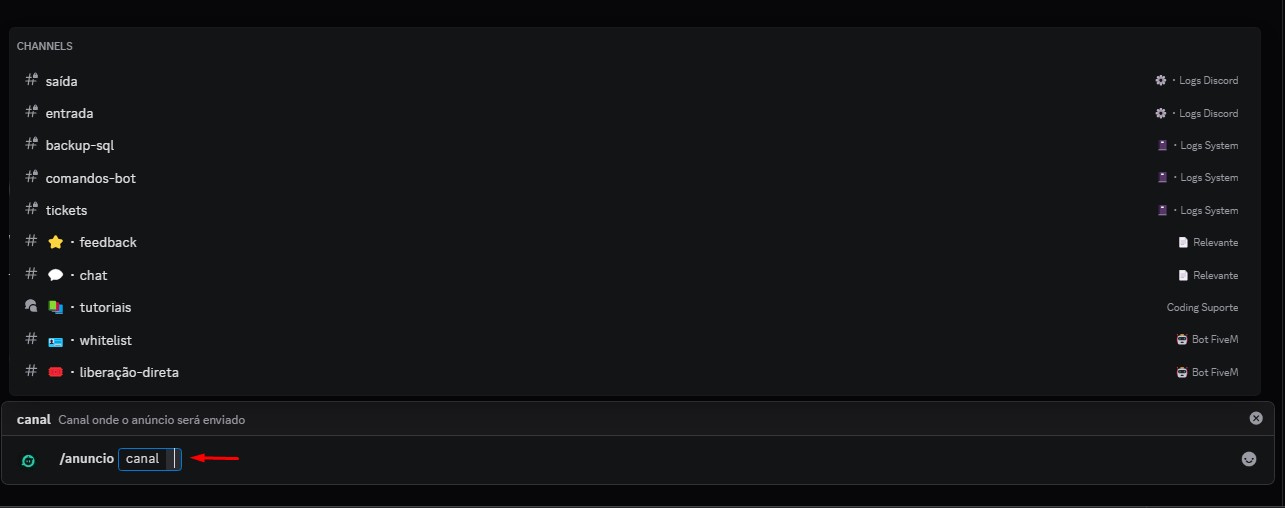 CHANNELS
saída • Logs Discord
entrada • Logs Discord
backup-sql • Logs System
comandos-bot • Logs System
tickets • Logs System
• feedback Relevante
• chat Relevante
• tutoriais Coding Suporte
• whitelist Bot FiveM
• liberação-direta Bot FiveM
canal Canal onde o anúncio será enviado
/anuncio canal